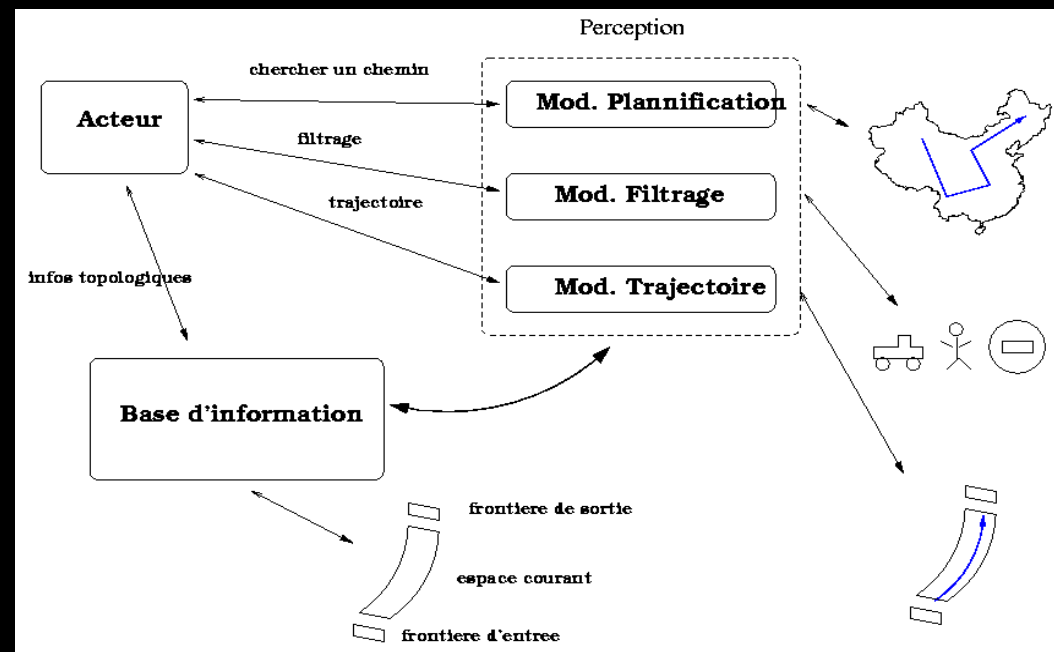 Perception
chercher un chemin
Acteur
Mod. Plannification
filtrage
Mod. Filtrage
trajectoire
infos topologiques
Mod. Trajectoire
Base d'information
frontiere de sortie
espace courant
frontiere d'entree